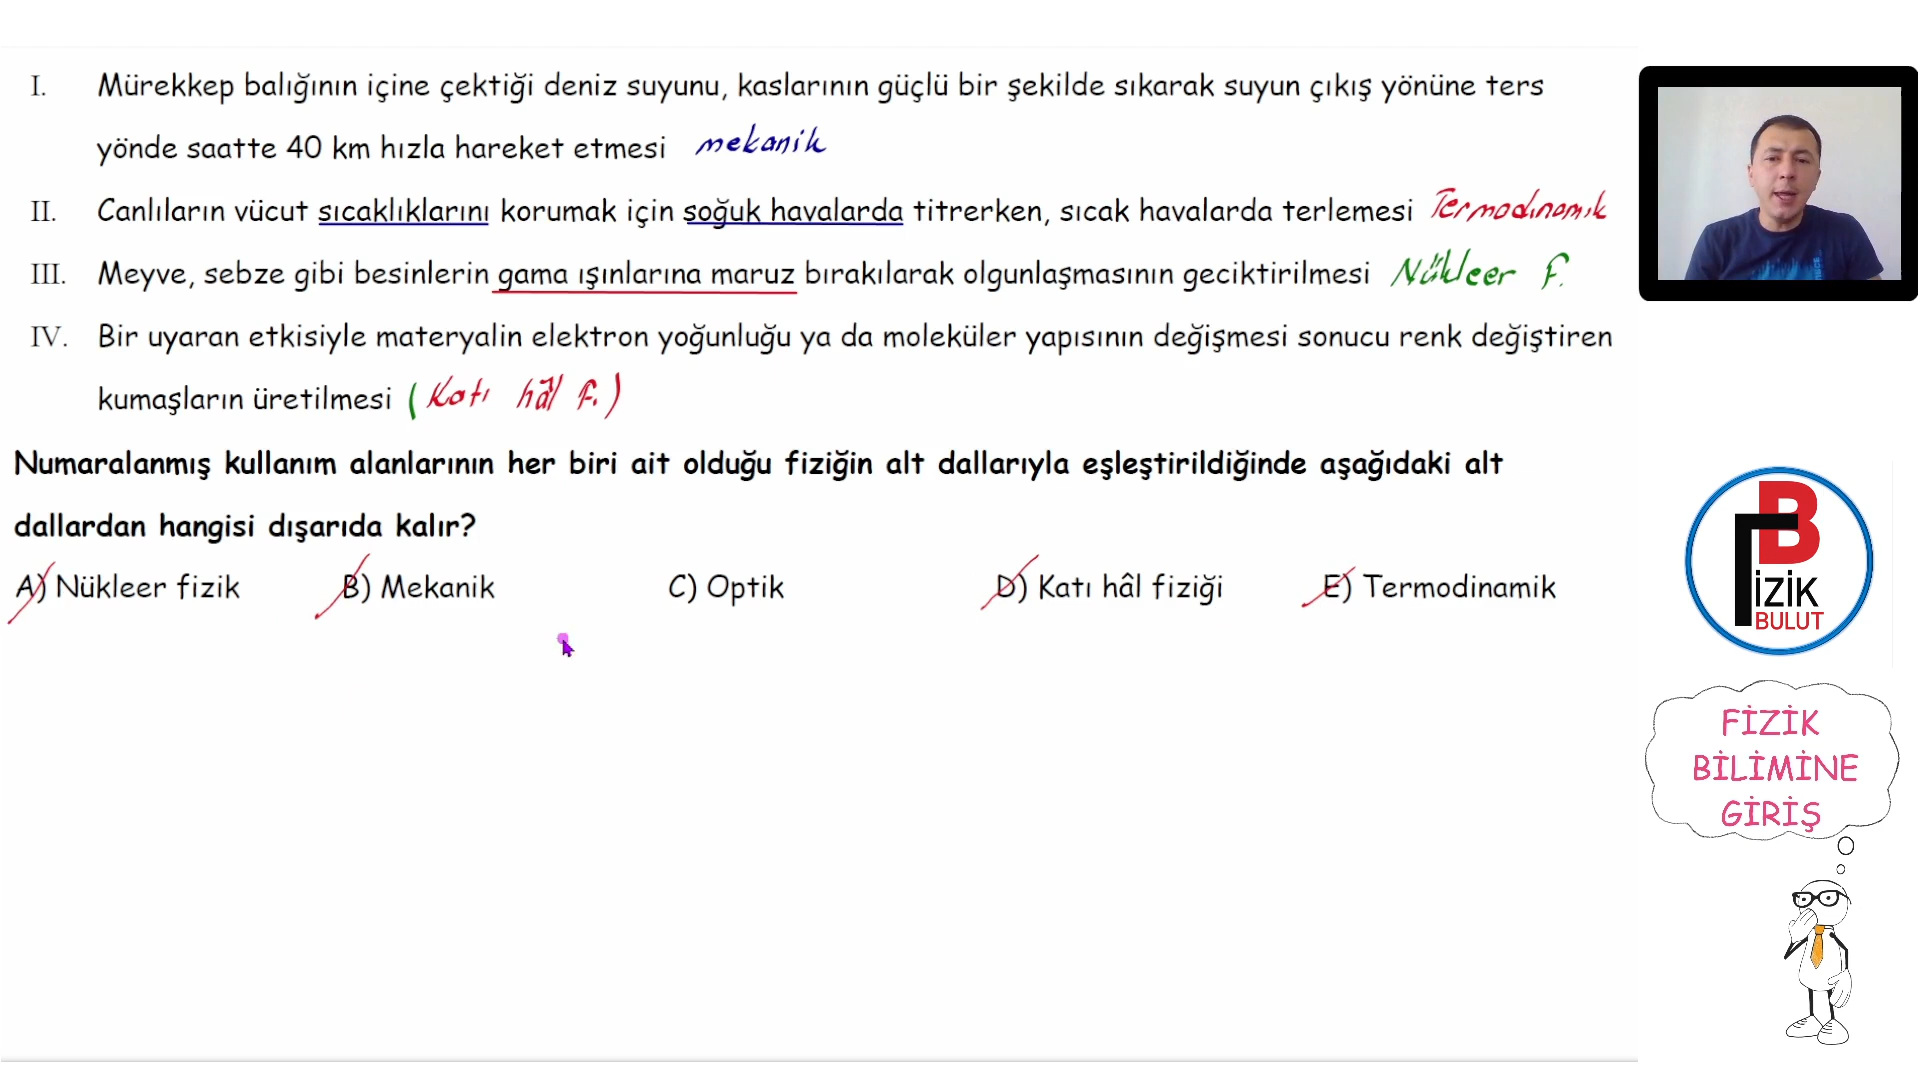 I. Mürekkep balığının içine çektiği deniz suyunu, kaslarının güçlü bir şekilde sıkarak suyun çıkış yönüne ters
yönde saatte 40 km hızla hareket etmesi mekanik
II. Canlıların vücut sıcaklıklarını korumak için soğuk havalarda titrerken, sıcak havalarda terlemesi Termodinamik
III. Meyve, sebze gibi besinlerin gama ışınlarına maruz bırakılarak olgunlaşmasının geciktirilmesi Nükleer F.
IV. Bir uyaran etkisiyle materyalin elektron yoğunluğu ya da moleküler yapısının değişmesi sonucu renk değiştiren
kumaşların üretilmesi (Katı hâl F.)
Numaralanmış kullanım alanlarının her biri ait olduğu fiziğin alt dallarıyla eşleştirildiğinde aşağıdaki alt
dallardan hangisi dışarıda kalır?
A) Nükleer fizik B) Mekanik C) Optik D) Katı hâl fiziği E) Termodinamik
B
FİZİK
BULUT
FİZİK
BİLİMİNE
GİRİŞ